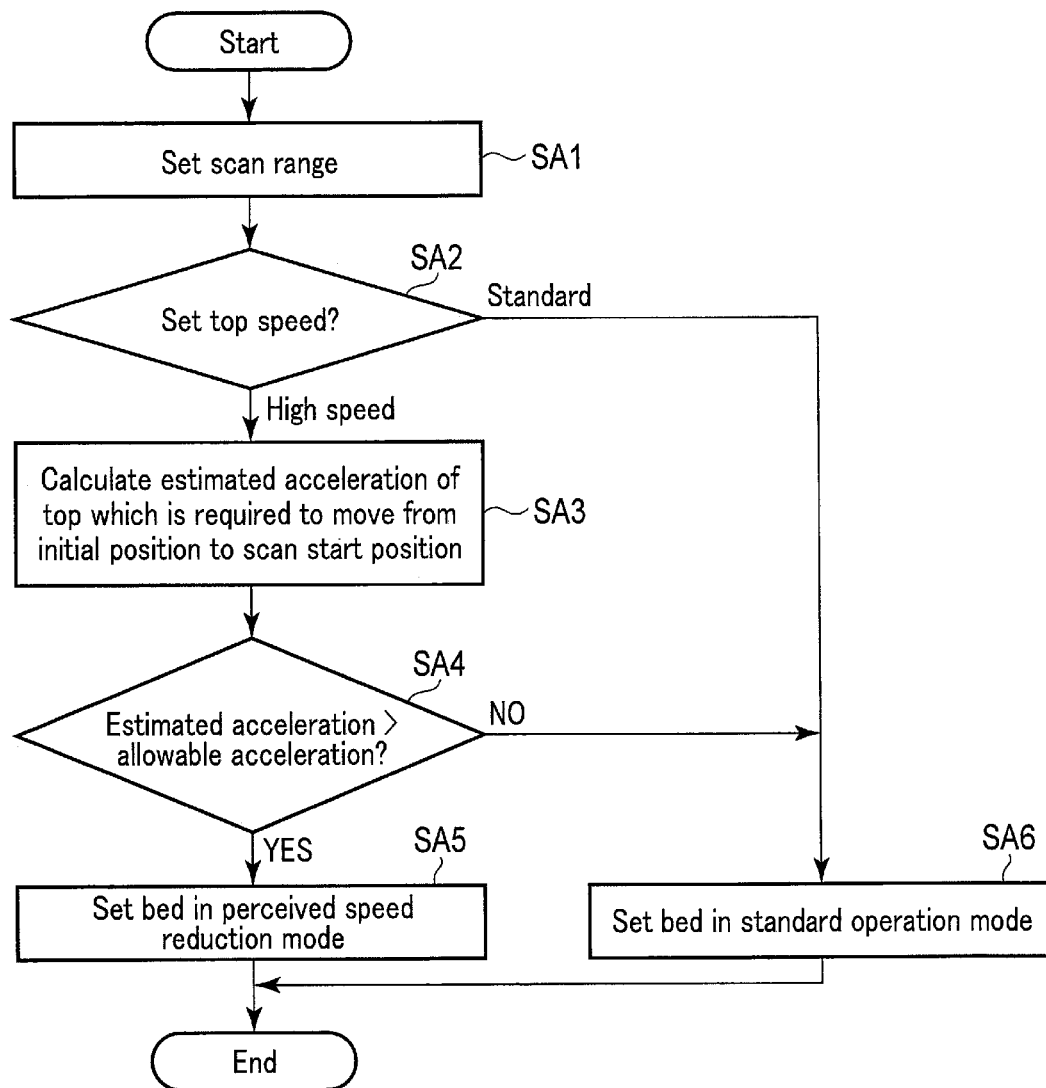 Start
Set scan range
SA1
SA2
Set top speed?
Standard
High speed
Calculate estimated acceleration of
top which is required to move from
initial position to scan start position
SA3
SA4
Estimated acceleration >
allowable acceleration?
NO
YES
SA5
SA6
Set bed in perceived speed
reduction mode
Set bed in standard operation mode
End